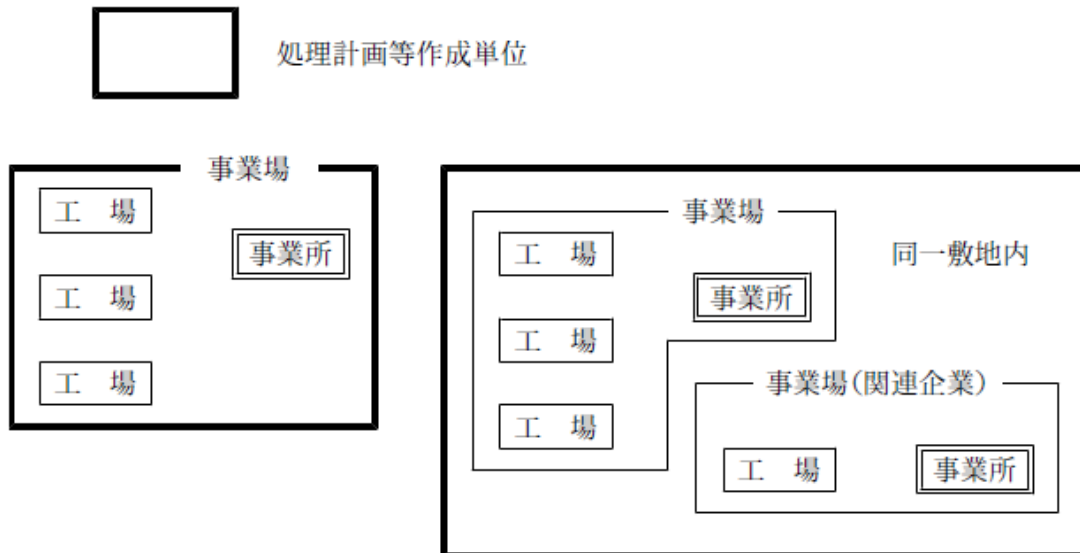 処理計画等作成単位
事業場
工　場
事業所
工　場
工　場
事業場
同一敷地内
工　場
事業所
工　場
工　場
事業場(関連企業)
工　場
事業所